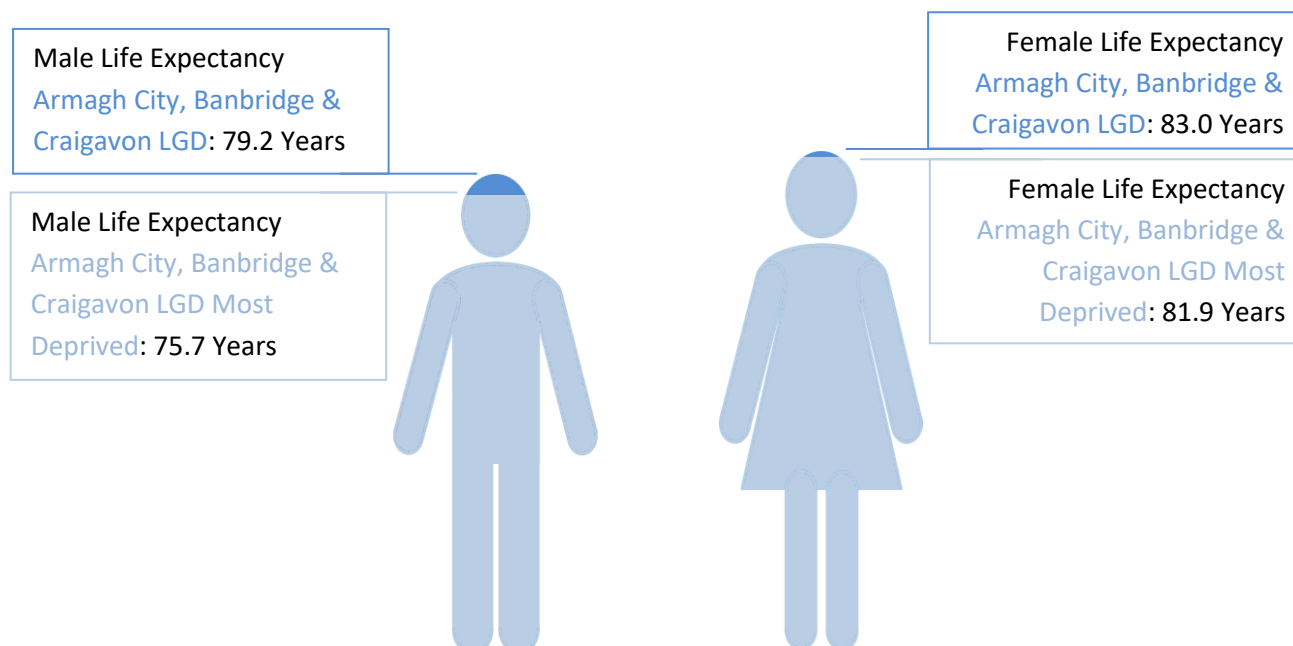 Male Life Expectancy
Armagh City, Banbridge &
Craigavon LGD: 79.2 Years
Male Life Expectancy
Armagh City, Banbridge &
Craigavon LGD Most
Deprived: 75.7 Years
Female Life Expectancy
Armagh City, Banbridge &
Craigavon LGD: 83.0 Years
Female Life Expectancy
Armagh City, Banbridge &
Craigavon LGD Most
Deprived: 81.9 Years